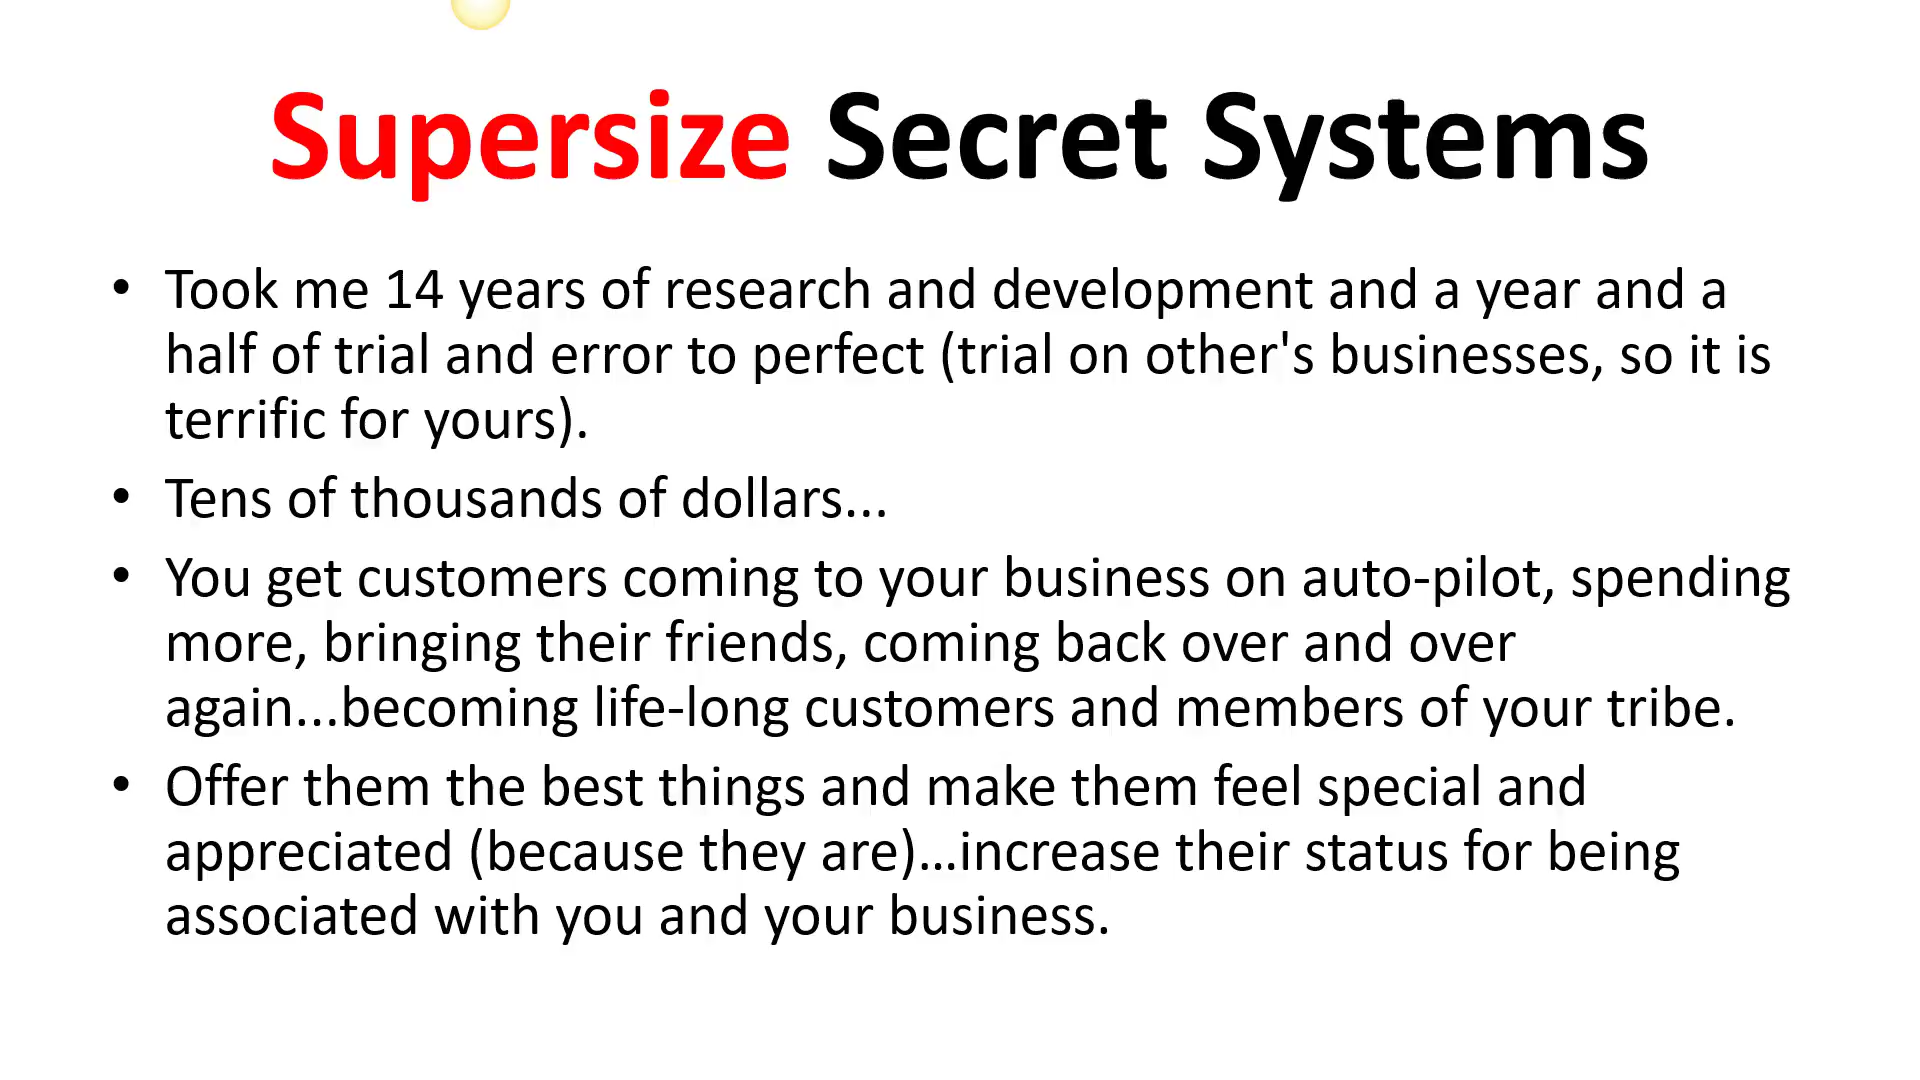 Supersize Secret Systems
• Took me 14 years of research and development and a year and a
half of trial and error to perfect (trial on other's businesses, so it is
terrific for yours).
• Tens of thousands of dollars...
• You get customers coming to your business on auto-pilot, spending
more, bringing their friends, coming back over and over
again...becoming life-long customers and members of your tribe.
• Offer them the best things and make them feel special and
appreciated (because they are)...increase their status for being
associated with you and your business.